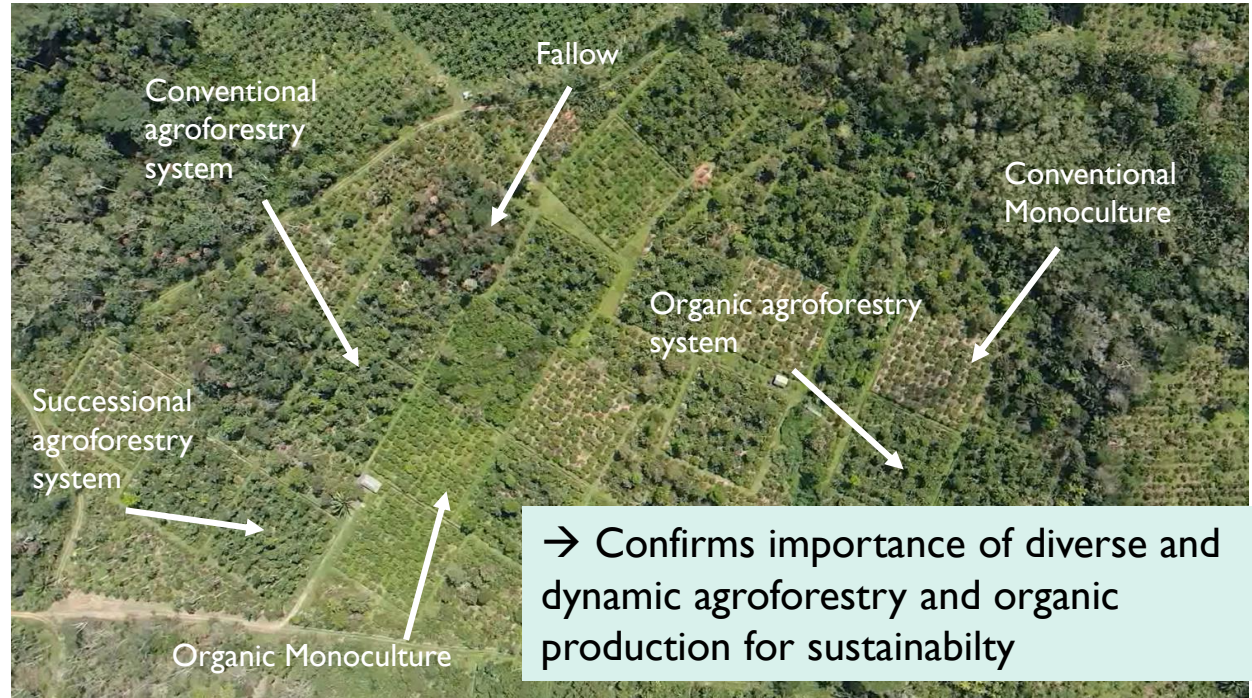 Fallow
Conventional
agroforestry
system
Conventional
Monoculture
Organic agroforestry
system
Successional
agroforestry
system
Organic Monoculture
→ Confirms importance of diverse and
dynamic agroforestry and organic
production for sustainabilty